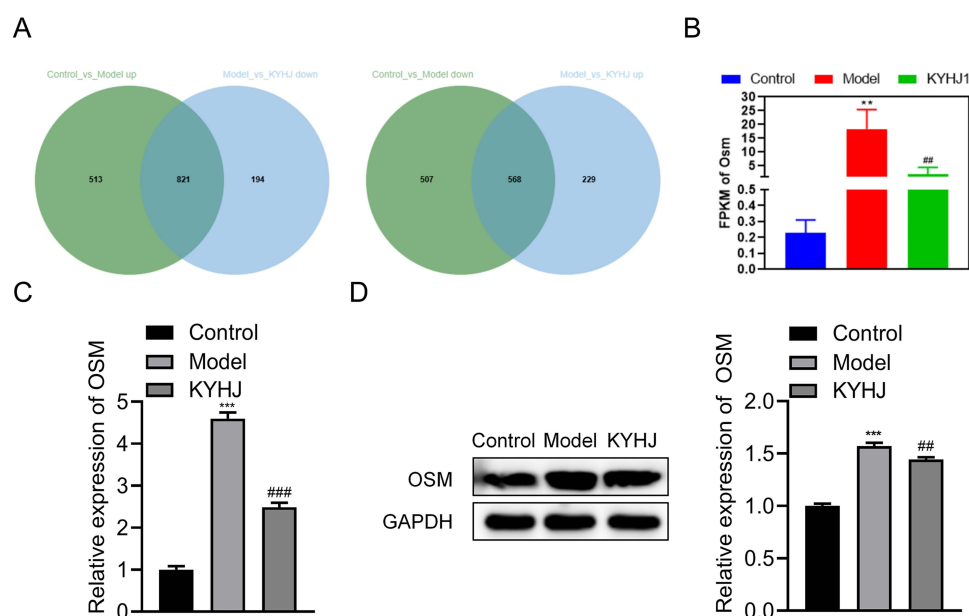 A
Control_vs_Model up
Model_vs_KYHJ down
513
821
194
Control_vs_Model down
Model_vs_KYHJ up
507
568
229
B
Control
Model
KYHJ1
FPKM of Osm
30
25
20
15
10
5
0.5
0.4
0.3
0.2
0.1
0.0
**
##
C
Control
Model
KYHJ
Relative expression of OSM
5
4
3
2
1
0
***
###
D
Control Model KYHJ
OSM
GAPDH
Control
Model
KYHJ
Relative expression of OSM
2.0
1.5
1.0
0.5
0.0
***
##